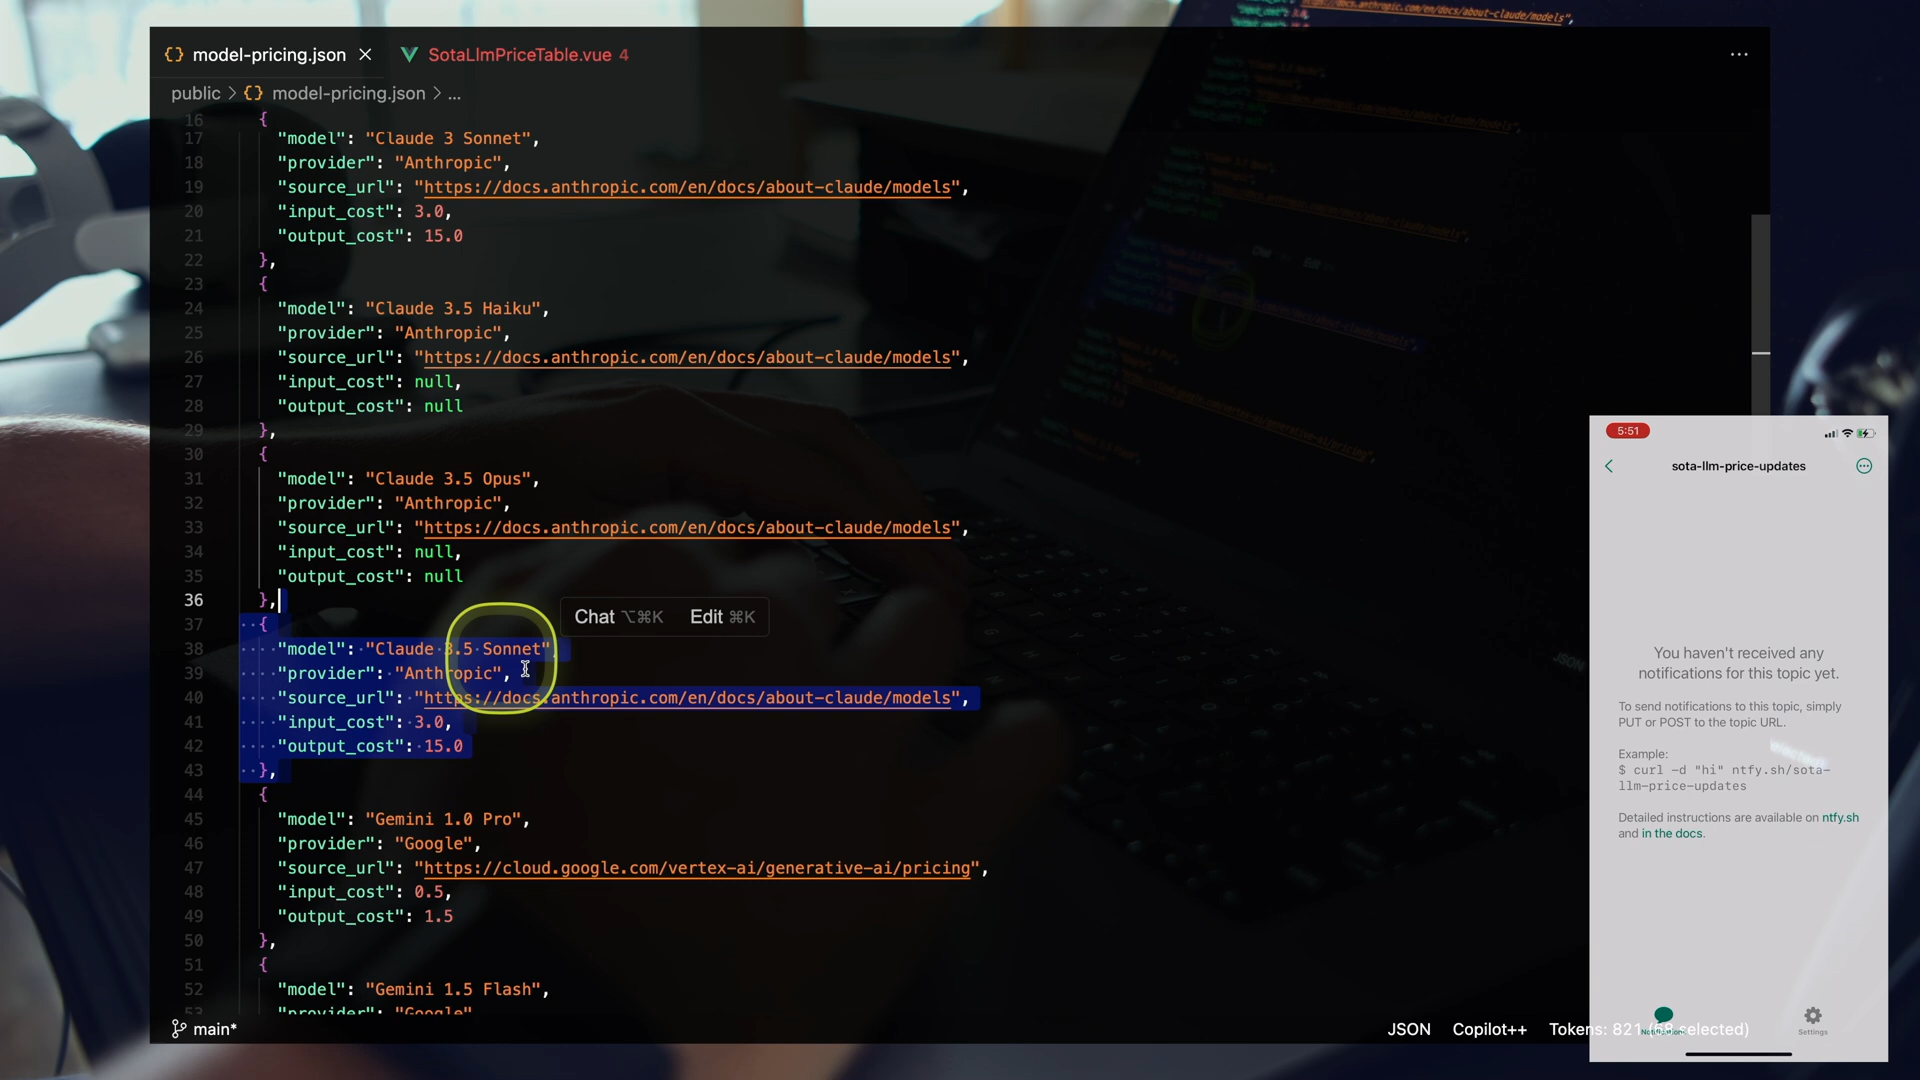 model-pricing.json
SotaLlmPriceTable.vue 4
public > model-pricing.json > ...
16 {
17 "model": "Claude 3 Sonnet",
18 "provider": "Anthropic",
19 "source_url": "https://docs.anthropic.com/en/docs/about-claude/models",
20 "input_cost": 3.0,
21 "output_cost": 15.0
22 },
23 {
24 "model": "Claude 3.5 Haiku",
25 "provider": "Anthropic",
26 "source_url": "https://docs.anthropic.com/en/docs/about-claude/models",
27 "input_cost": null,
28 "output_cost": null
29 },
30 {
31 "model": "Claude 3.5 Opus",
32 "provider": "Anthropic",
33 "source_url": "https://docs.anthropic.com/en/docs/about-claude/models",
34 "input_cost": null,
35 "output_cost": null
36 },
Chat ⌥⌘K Edit ⌘K
37 {
38 "model": "Claude 3.5 Sonnet",
39 "provider": "Anthropic",
40 "source_url": "https://docs.anthropic.com/en/docs/about-claude/models",
41 "input_cost": 3.0,
42 "output_cost": 15.0
43 },
44 {
45 "model": "Gemini 1.0 Pro",
46 "provider": "Google",
47 "source_url": "https://cloud.google.com/vertex-ai/generative-ai/pricing",
48 "input_cost": 0.5,
49 "output_cost": 1.5
50 },
51 {
52 "model": "Gemini 1.5 Flash",
53 "provider": "Google"
main*
JSON Copilot++ Tokens: 821 (68 selected)
5:51
sota-llm-price-updates
You haven't received any
notifications for this topic yet.
To send notifications to this topic, simply
PUT or POST to the topic URL.
Example:
$ curl -d "hi" ntfy.sh/sota-
llm-price-updates
Detailed instructions are available on ntfy.sh
and in the docs.
Notifications
Settings